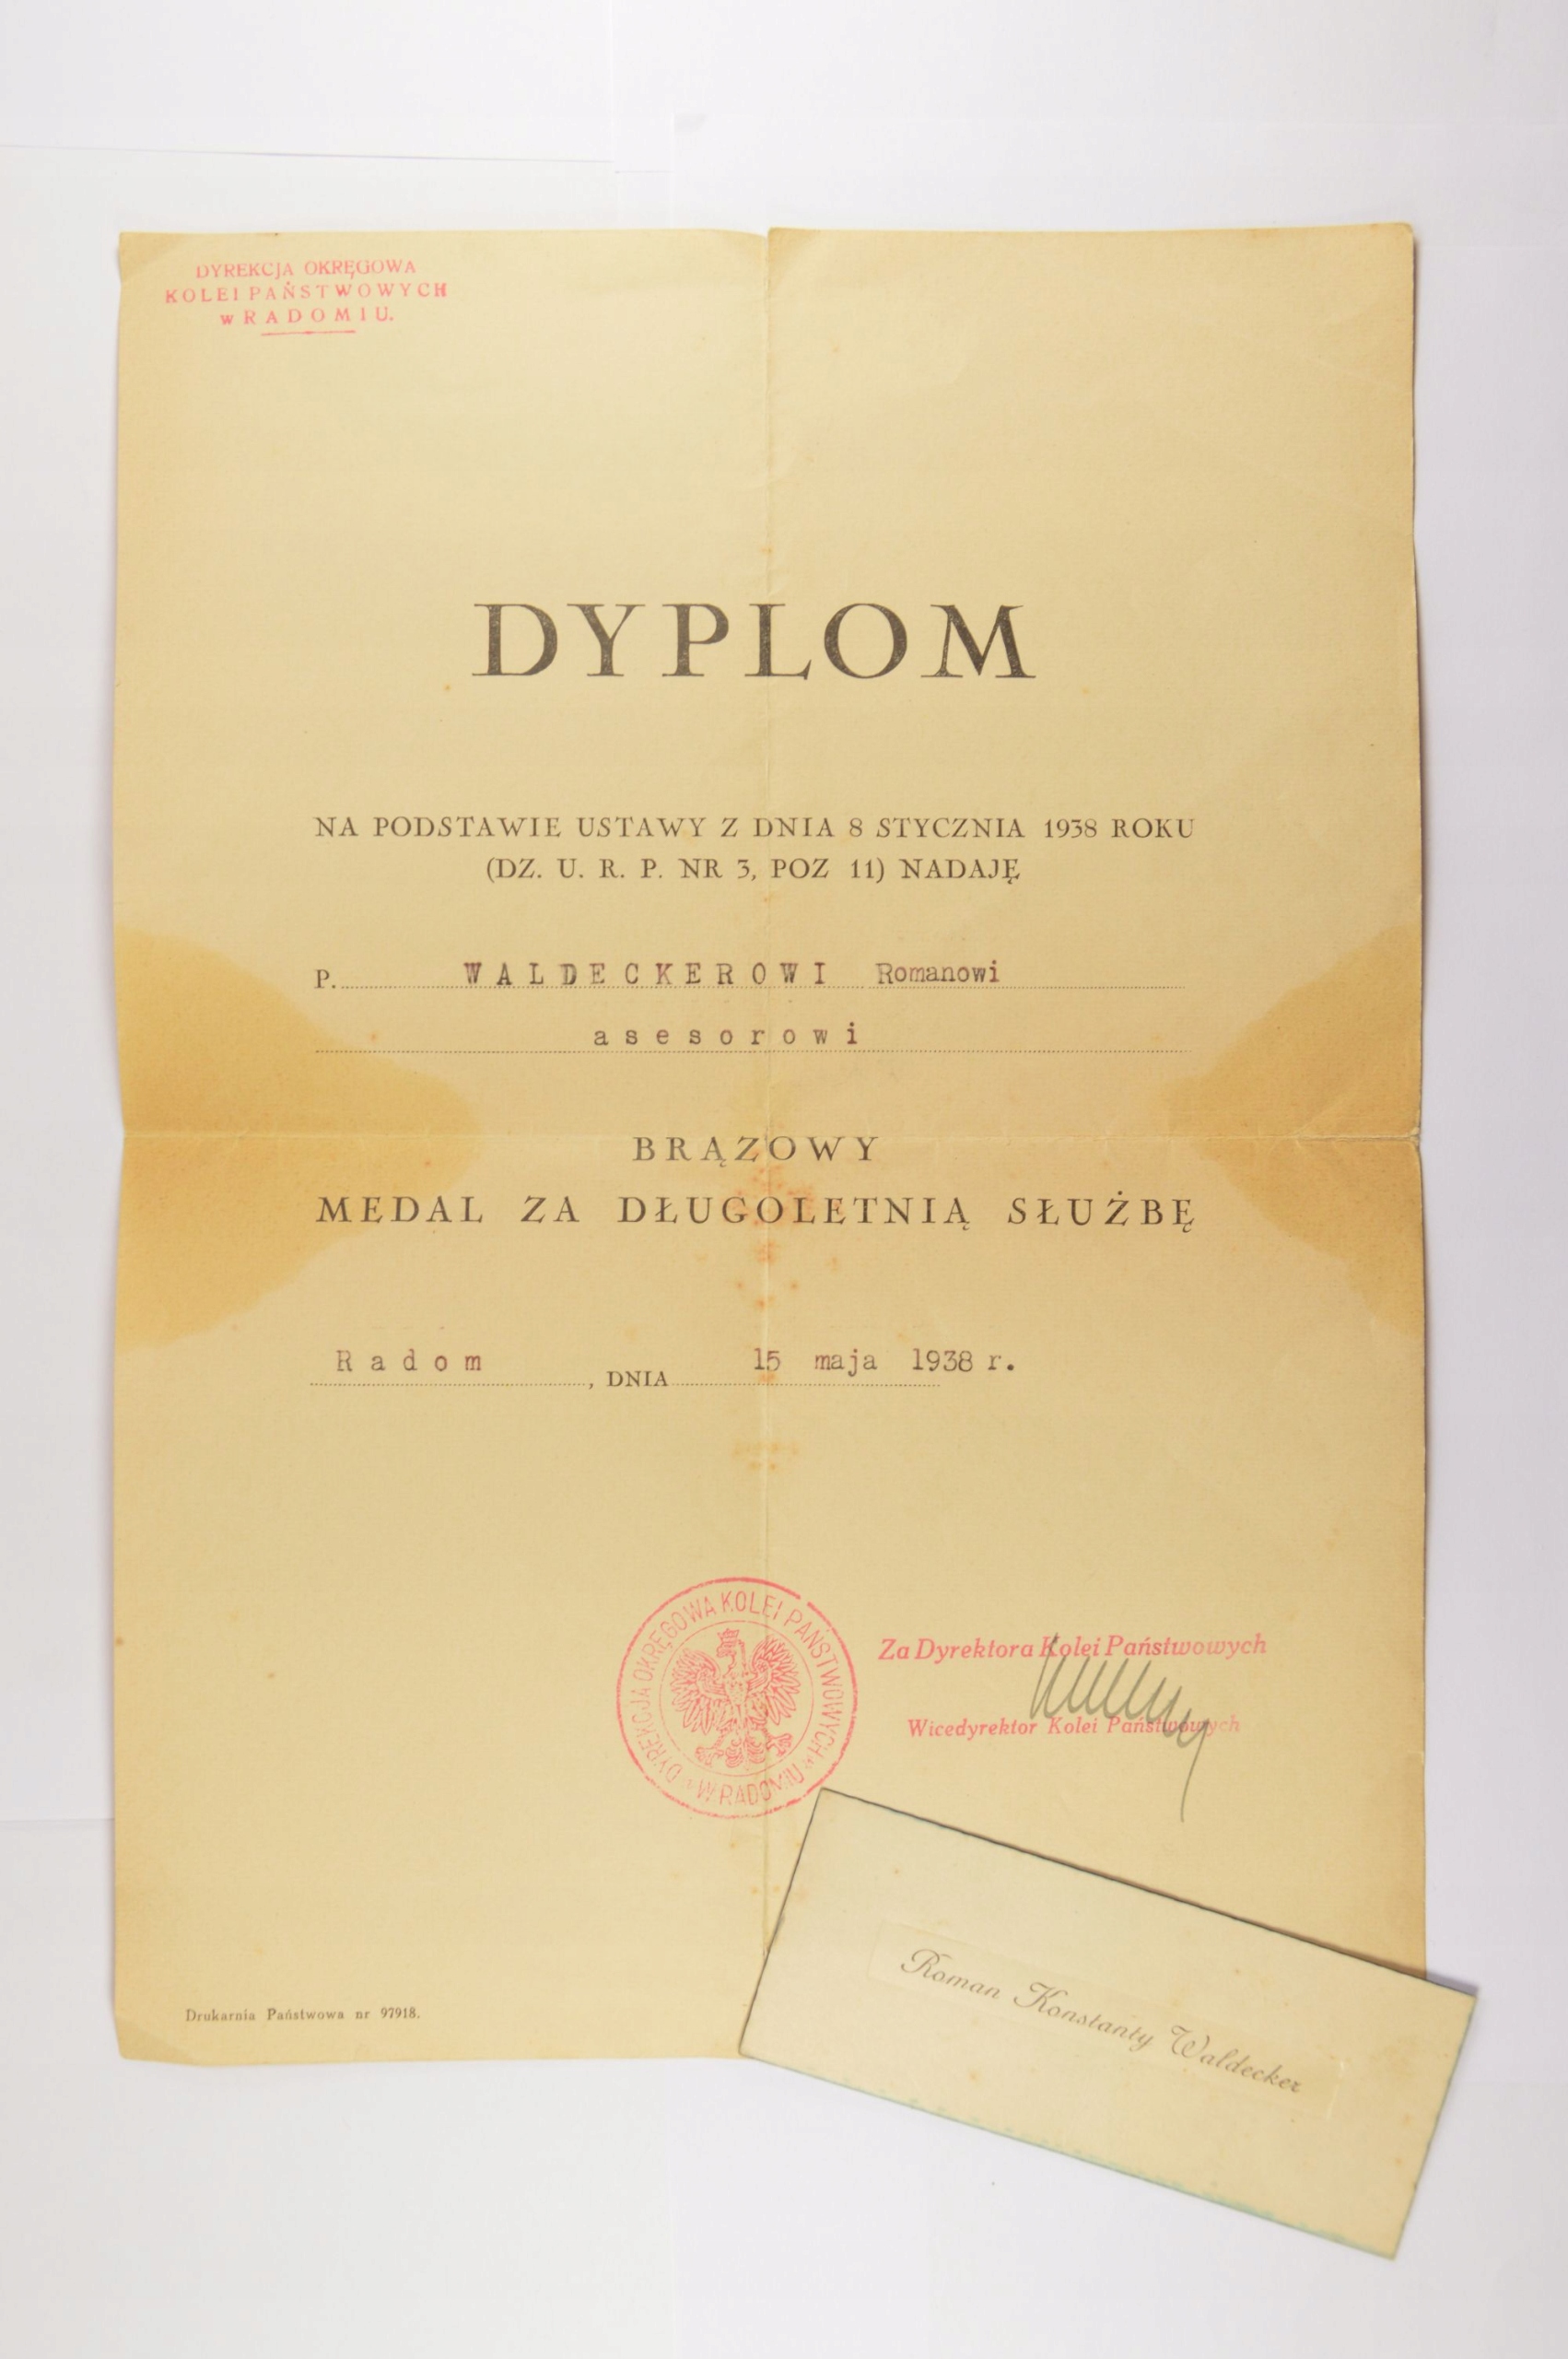 DYREKCJA OKRĘGOWA
KOLEI PAŃSTWOWYCH
w RADOMIU.
DYPLOM
NA PODSTAWIE USTAWY Z DNIA 8 STYCZNIA 1938 ROKU
(DZ. U. R. P. NR 3, POZ 11) NADAJĘ
P. WALDECKEROWI Romanowi
asesorowi
BRĄZOWY
MEDAL ZA DŁUGOLETNIĄ SŁUŻBĘ
Radom, DNIA 15 maja 1938 r.
DYREKCJA OKRĘGOWA KOLEI PAŃSTWOWYCH
W RADOMIU
Za Dyrektora Kolei Państwowych
Wicedyrektor Kolei Państwowych
Roman Konstanty Waldecker
Drukarnia Państwowa nr 97918.